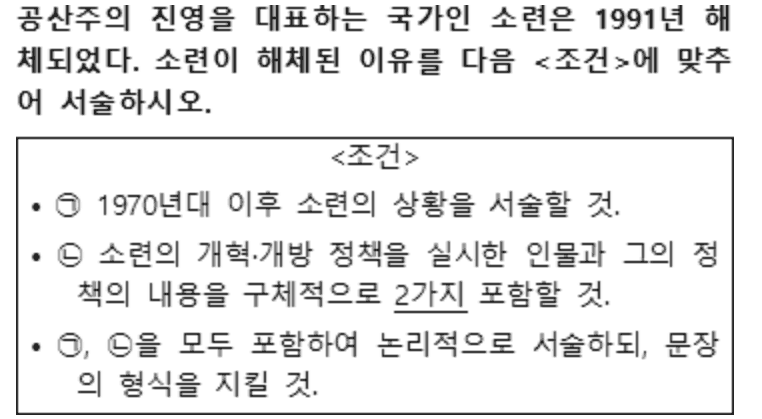 공산주의 진영을 대표하는 국가인 소련은 1991년 해
체되었다. 소련이 해체된 이유를 다음 <조건>에 맞추
어 서술하시오.
<조건>
• ㉠ 1970년대 이후 소련의 상황을 서술할 것.
• ㉡ 소련의 개혁·개방 정책을 실시한 인물과 그의 정
책의 내용을 구체적으로 2가지 포함할 것.
• ㉠, ㉡을 모두 포함하여 논리적으로 서술하되, 문장
의 형식을 지킬 것.